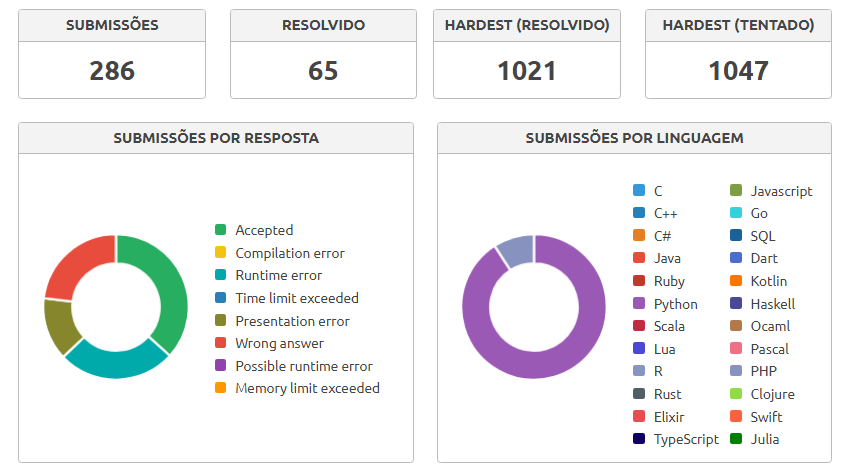 SUBMISSÕES
286
RESOLVIDO
65
HARDEST (RESOLVIDO)
1021
HARDEST (TENTADO)
1047
SUBMISSÕES POR RESPOSTA
Accepted
Compilation error
Runtime error
Time limit exceeded
Presentation error
Wrong answer
Possible runtime error
Memory limit exceeded
SUBMISSÕES POR LINGUAGEM
C
C++
C#
Java
Ruby
Python
Scala
Lua
R
Rust
Elixir
TypeScript
Javascript
Go
SQL
Dart
Kotlin
Haskell
Ocaml
Pascal
PHP
Clojure
Swift
Julia